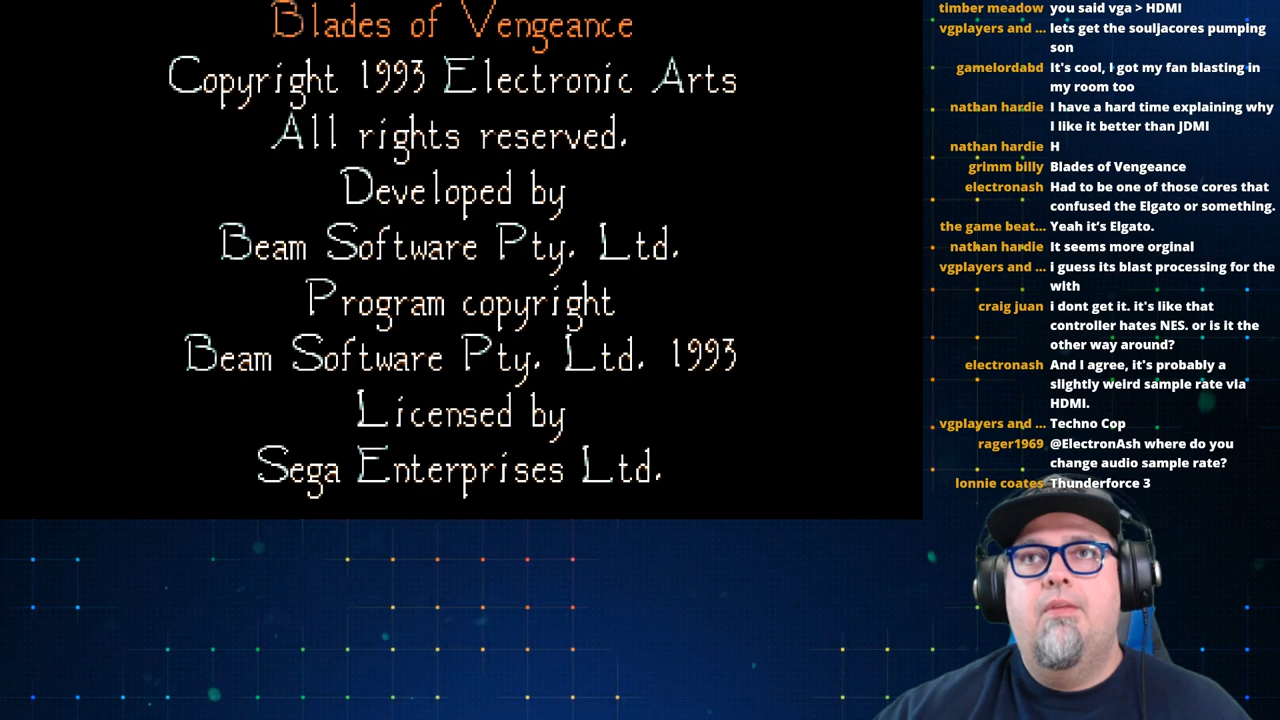 Blades of Vengeance
Copyright 1993 Electronic Arts
All rights reserved.
Developed by
Beam Software Pty. Ltd.
Program copyright
Beam Software Pty. Ltd. 1993
Licensed by
Sega Enterprises Ltd.
timber meadow you said vga > HDMI
vgplayers and ... lets get the souljacores pumping
son
gamelordabd It's cool, I got my fan blasting in
my room too
nathan hardie I have a hard time explaining why
I like it better than JDMI
nathan hardie H
grimm billy Blades of Vengeance
electronash Had to be one of those cores that
confused the Elgato or something.
the game beat... Yeah it’s Elgato.
nathan hardie It seems more orginal
vgplayers and ... i guess its blast processing for the
with
craig juan i dont get it. it's like that
controller hates NES. or is it the
other way around?
electronash And I agree, it's probably a
slightly weird sample rate via
HDMI.
vgplayers and ... Techno Cop
rager1969 @ElectronAsh where do you
change audio sample rate?
lonnie coates Thunderforce 3